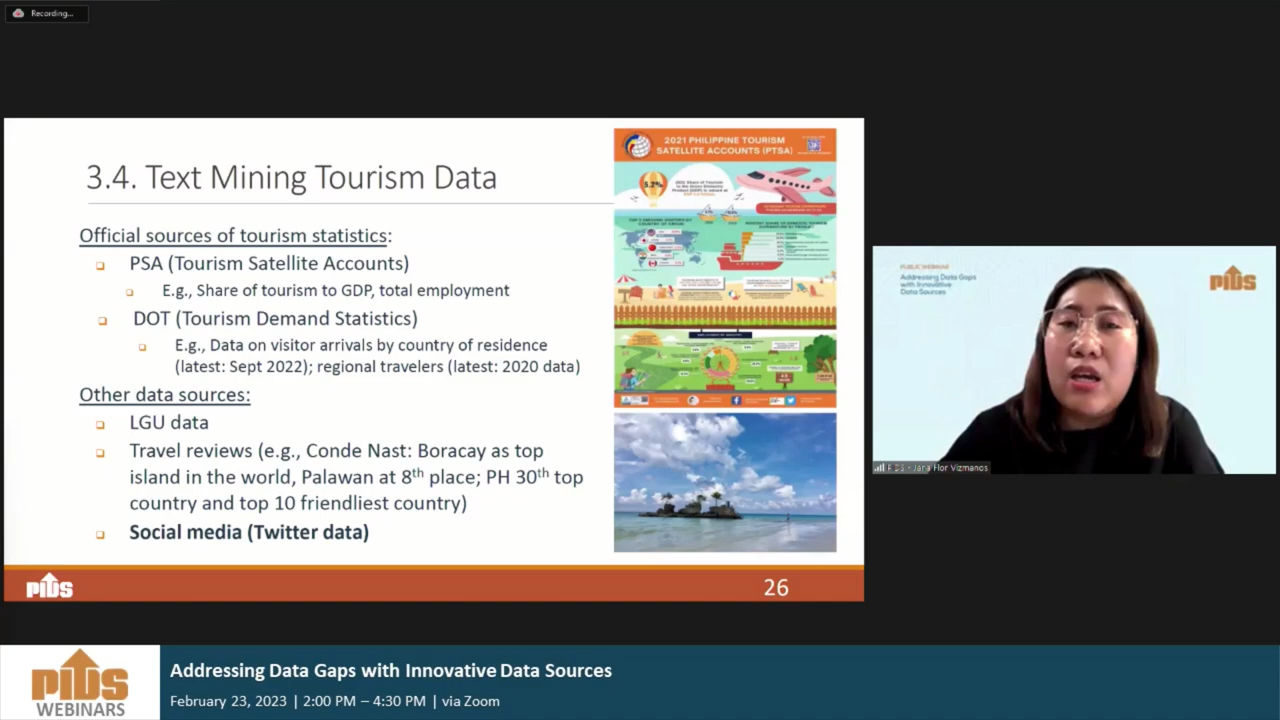 Recording...
3.4. Text Mining Tourism Data
Official sources of tourism statistics:
PSA (Tourism Satellite Accounts)
E.g., Share of tourism to GDP, total employment
DOT (Tourism Demand Statistics)
E.g., Data on visitor arrivals by country of residence
(latest: Sept 2022); regional travelers (latest: 2020 data)
Other data sources:
LGU data
Travel reviews (e.g., Conde Nast: Boracay as top
island in the world, Palawan at 8th place; PH 30th top
country and top 10 friendliest country)
Social media (Twitter data)
2021 PHILIPPINE TOURISM
SATELLITE ACCOUNTS (PTSA)
5.2%
PIDS
26
PUBLIC WEBINAR
Addressing Data Gaps
with Innovative
Data Sources
PIDS
PIDS - Jana Flor Vizmanos
PIDS
WEBINARS
Addressing Data Gaps with Innovative Data Sources
February 23, 2023 | 2:00 PM – 4:30 PM | via Zoom